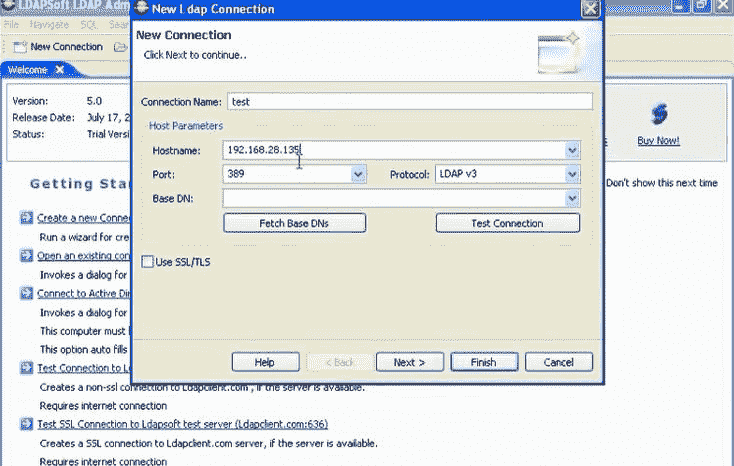 LDAPSoft LDAP Adm
New Ldap Connection
File Navigate SQL Sear
New Connection
New Connection
Click Next to continue..
Welcome
Version: 5.0
Release Date: July 17, 2
Status: Trial Versi
Connection Name: test
Host Parameters
Hostname: 192.168.28.135
Port: 389 Protocol: LDAP v3
Base DN:
Fetch Base DNs Test Connection
Use SSL/TLS
Help < Back Next > Finish Cancel
Buy Now!
Don't show this next time
Getting Sta
Create a new Conne
Run a wizard for cre
Open an existing con
Invokes a dialog for
Connect to Active Dir
Invokes a dialog for
This computer must
This option auto fills
Test Connection to L
Creates a non-ssl connection to Ldapclient.com , if the server is available.
Requires internet connection
Test SSL Connection to Ldapsoft test server (Ldapclient.com:636)
Creates a SSL connection to Ldapclient.com server, if the server is available.
Requires internet connection